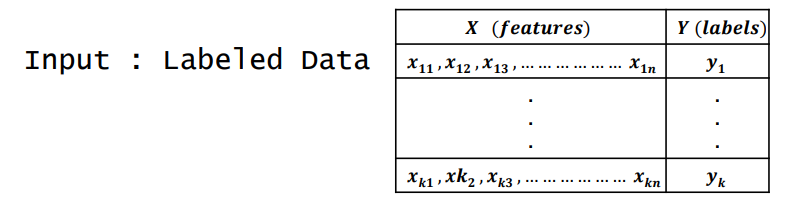 X (features) Y (labels)
Input : Labeled Data
x₁₁ , x₁₂ , x₁₃ , … … … … … … x₁ₙ y₁
. .
. .
. .
xₖ₁ , xk₂ , xₖ₃ , … … … … … … xₖₙ yₖ